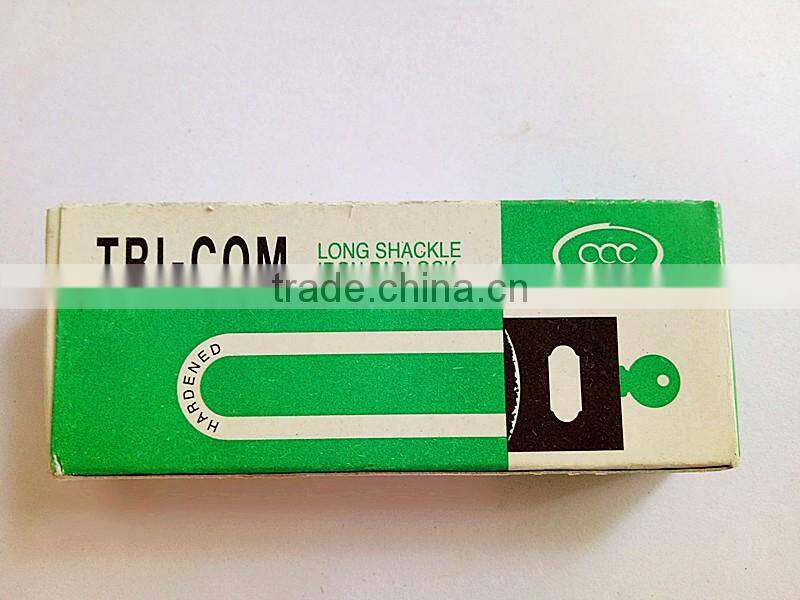 TRI-COM
LONG SHACKLE
CCC
trade.china.cn
HARDENED